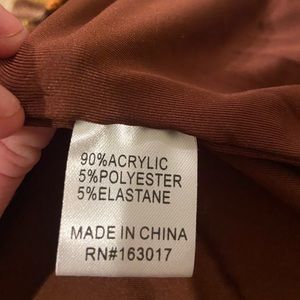 90%ACRYLIC
5%POLYESTER
5%ELASTANE
MADE IN CHINA
RN#163017